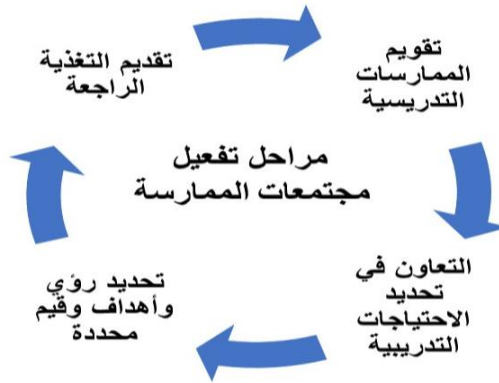 تقويم
الممارسات
التدريسية
التعاون في
تحديد
الاحتياجات
التدريبية
تحديد رؤي
وأهداف وقيم
محددة
تقديم التغذية
الراجعة
مراحل تفعيل
مجتمعات الممارسة